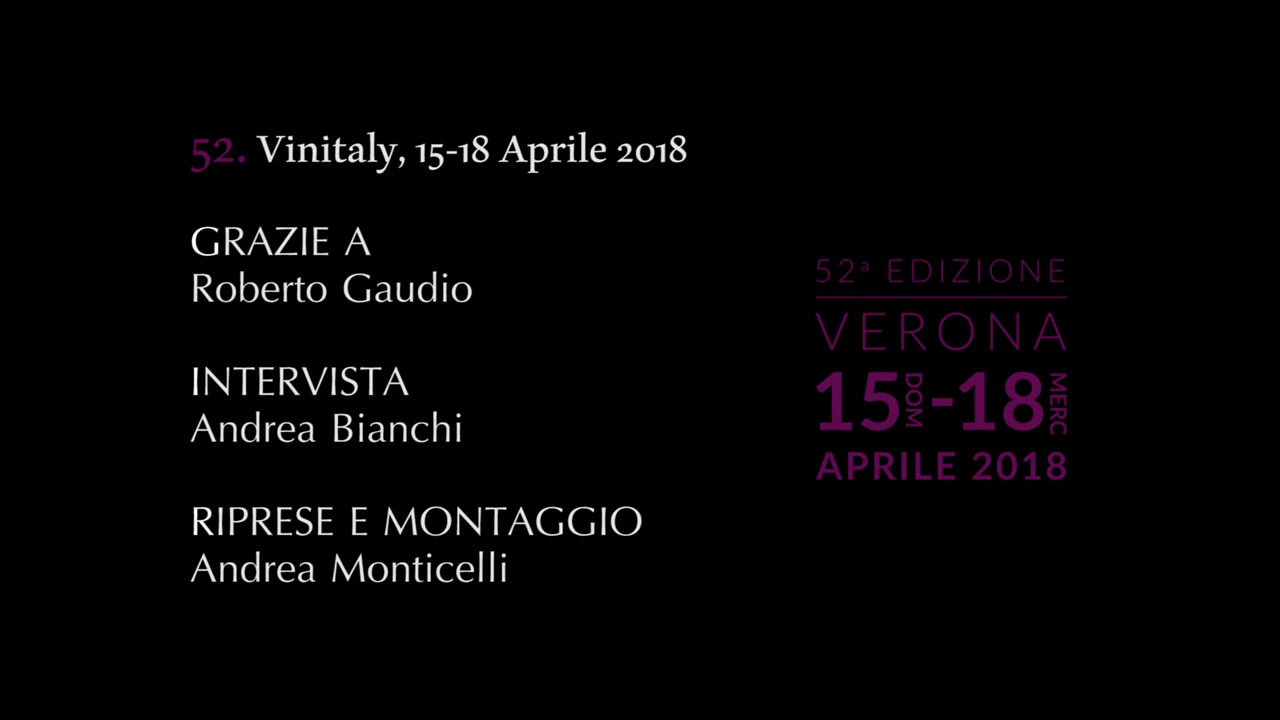 52. Vinitaly, 15-18 Aprile 2018
GRAZIE A
Roberto Gaudio
INTERVISTA
Andrea Bianchi
RIPRESE E MONTAGGIO
Andrea Monticelli
52ª EDIZIONE
VERONA
15 DOM -18 MERC
APRILE 2018